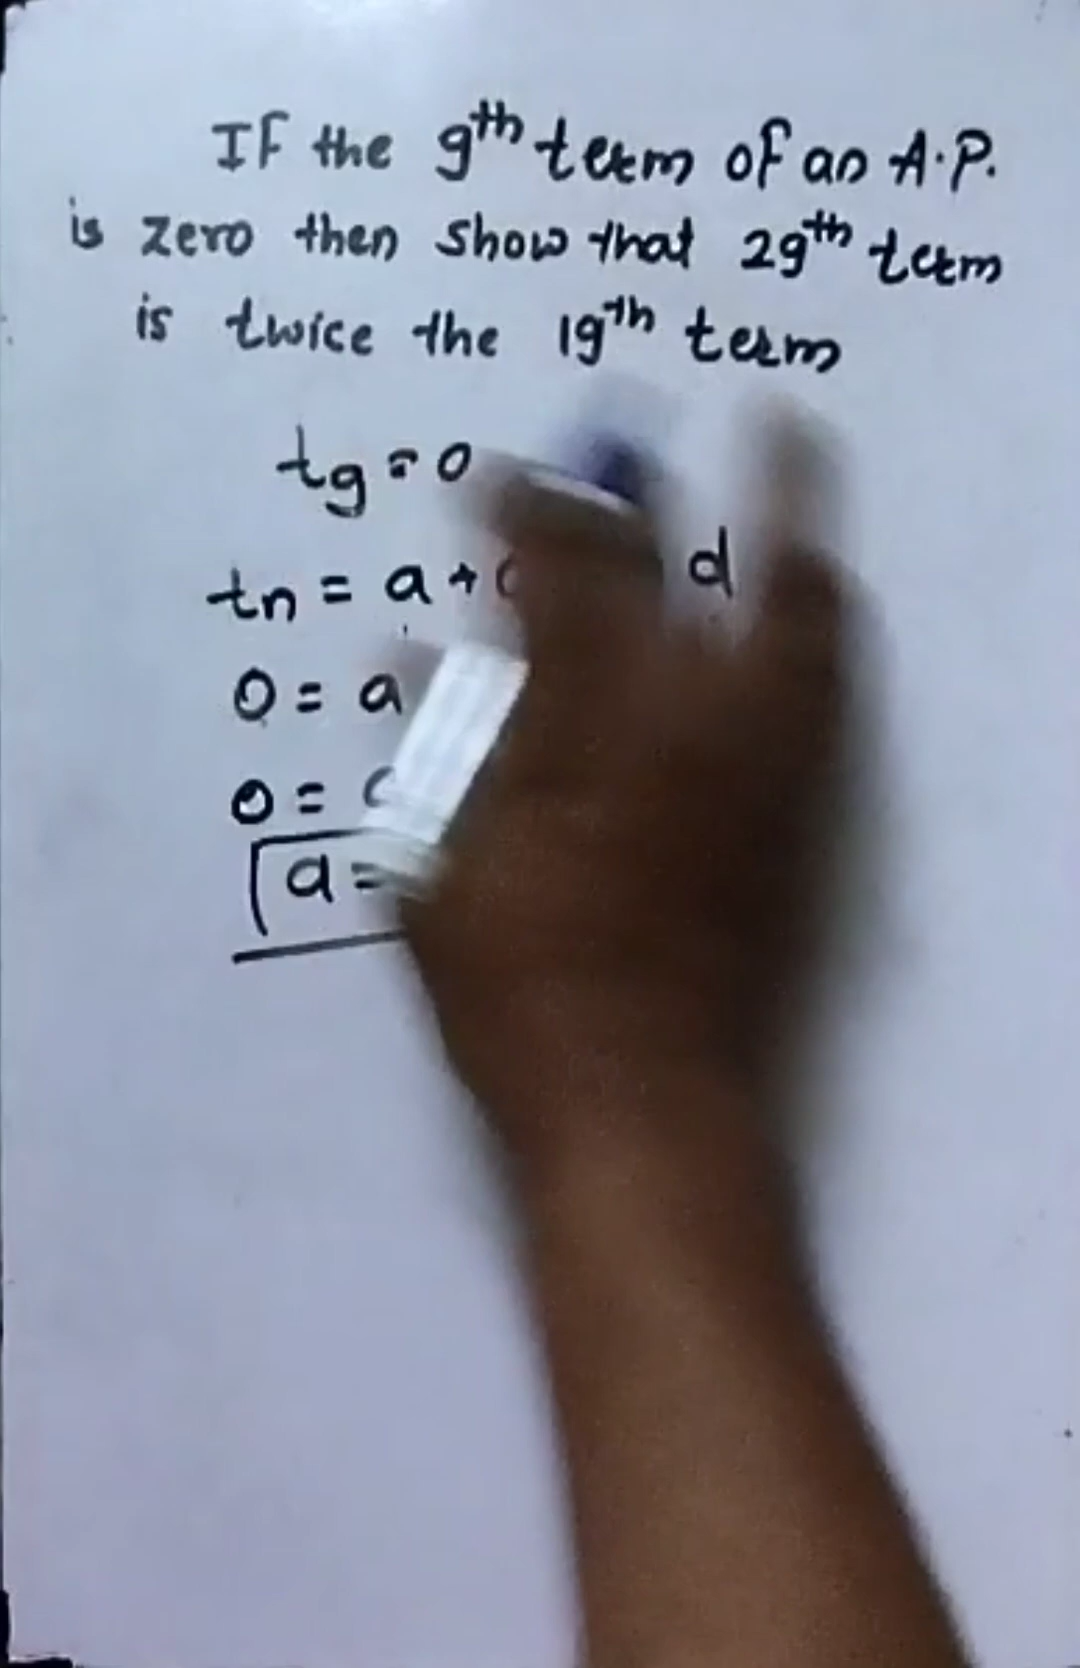 If the 9th term of an A.P.
is zero then show that 29th term
is twice the 19th term
t9 = 0
tn = a + ( d
0 = a
0 =
a =